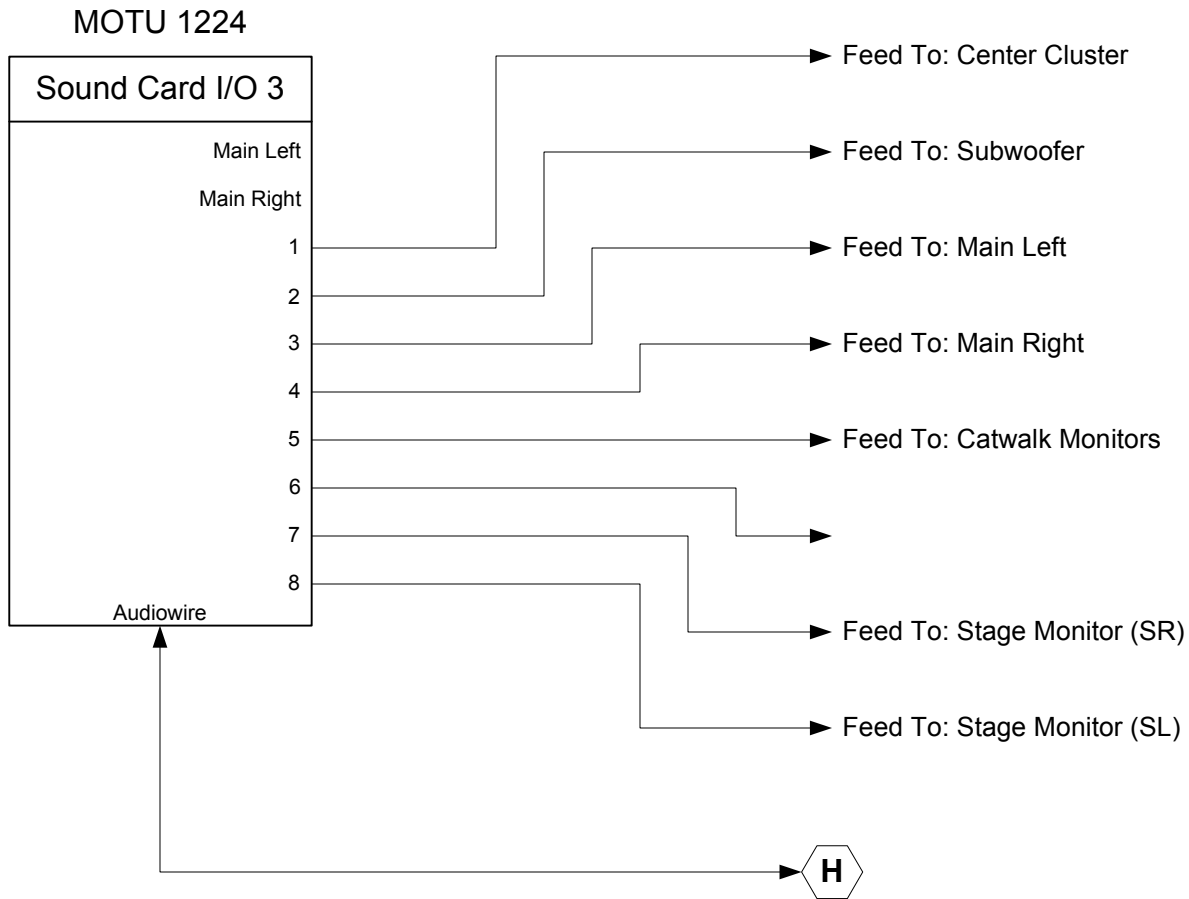 MOTU 1224
Sound Card I/O 3
Main Left
Main Right
1
2
3
4
5
6
7
8
Audiowire
Feed To: Center Cluster
Feed To: Subwoofer
Feed To: Main Left
Feed To: Main Right
Feed To: Catwalk Monitors
Feed To: Stage Monitor (SR)
Feed To: Stage Monitor (SL)
H